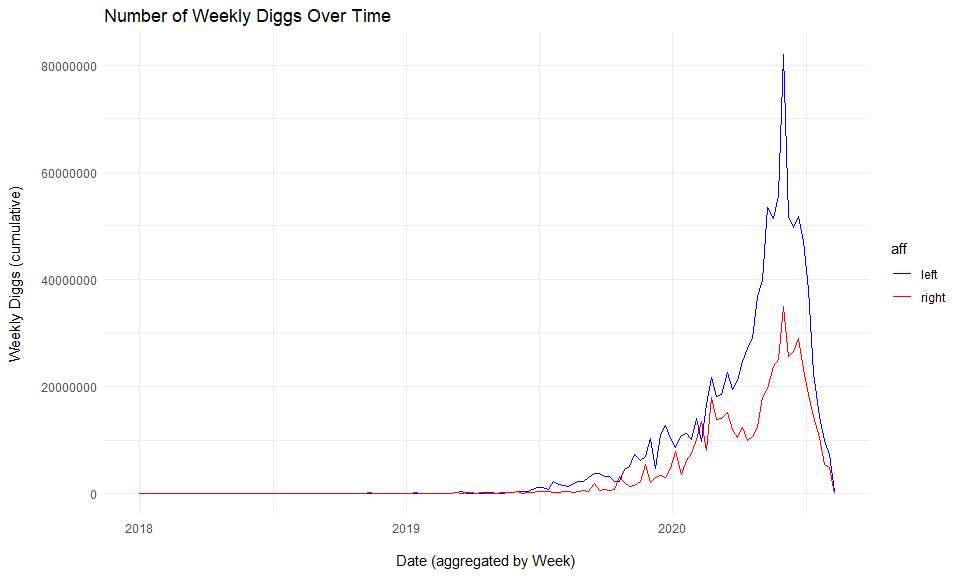 Number of Weekly Diggs Over Time
Weekly Diggs (cumulative)
80000000
60000000
40000000
20000000
0
2018
2019
2020
Date (aggregated by Week)
aff
left
right